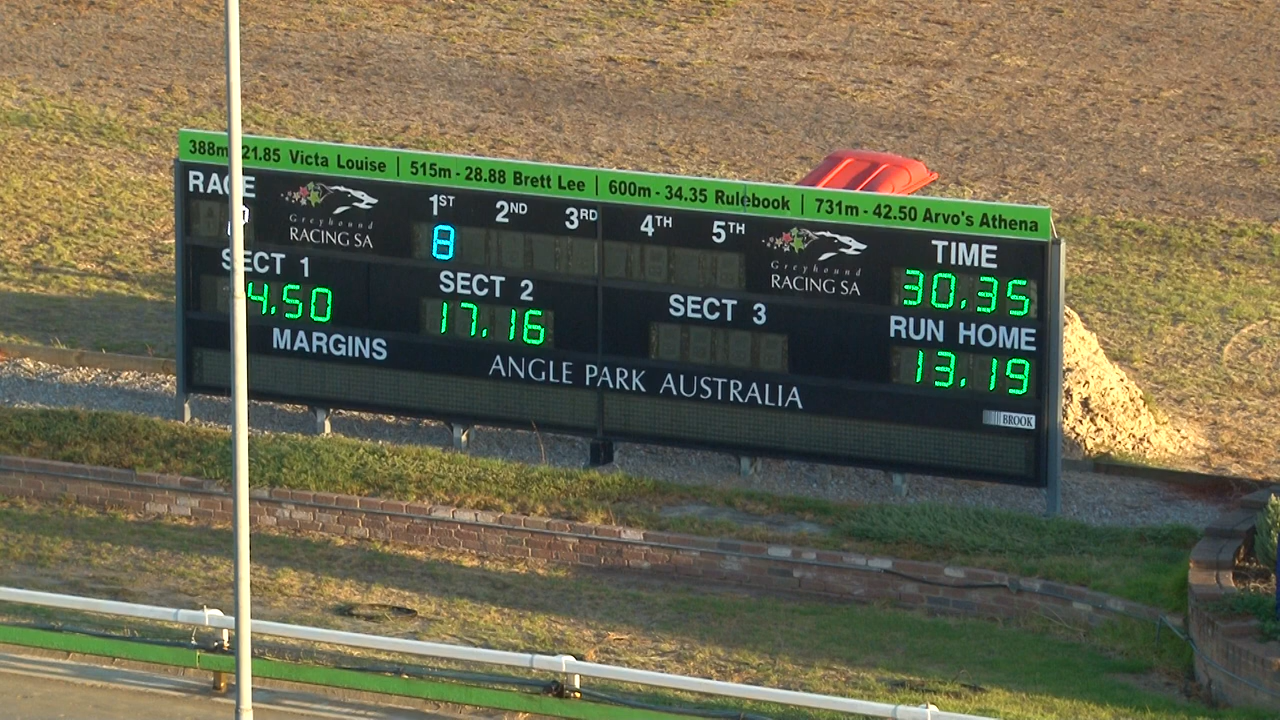 388m - 21.85 Victa Louise | 515m - 28.88 Brett Lee | 600m - 34.35 Rulebook | 731m - 42.50 Arvo's Athena
RACE
Greyhound
RACING SA
1ST 2ND 3RD 4TH 5TH
8
Greyhound
RACING SA
TIME
30.35
SECT 1
4.50
SECT 2
17.16
SECT 3
RUN HOME
13.19
MARGINS
ANGLE PARK AUSTRALIA
BROOK